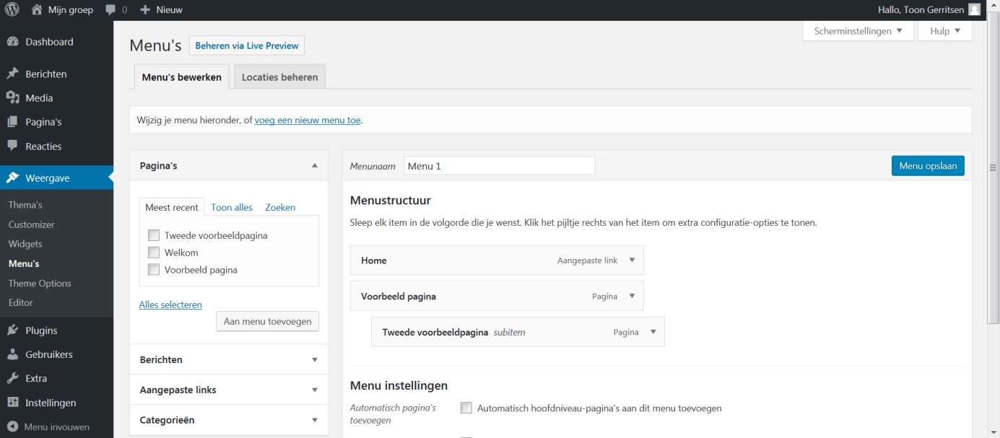 Mijn groep 0 Nieuw Hallo, Toon Gerritsen
Dashboard
Berichten
Media
Pagina's
Reacties
Weergave
Thema's
Customizer
Widgets
Menu's
Theme Options
Editor
Plugins
Gebruikers
Extra
Instellingen
Menu invouwen
Scherminstellingen Hulp
Menu's Beheren via Live Preview
Menu's bewerken Locaties beheren
Wijzig je menu hieronder, of voeg een nieuw menu toe.
Pagina's
Meest recent Toon alles Zoeken
Tweede voorbeeldpagina
Welkom
Voorbeeld pagina
Alles selecteren
Aan menu toevoegen
Berichten
Aangepaste links
Categorieën
Menunaam Menu 1 Menu opslaan
Menustructuur
Sleep elk item in de volgorde die je wenst. Klik het pijltje rechts van het item om extra configuratie-opties te tonen.
Home Aangepaste link
Voorbeeld pagina Pagina
Tweede voorbeeldpagina subitem Pagina
Menu instellingen
Automatisch pagina's
toevoegen
Automatisch hoofdniveau-pagina's aan dit menu toevoegen